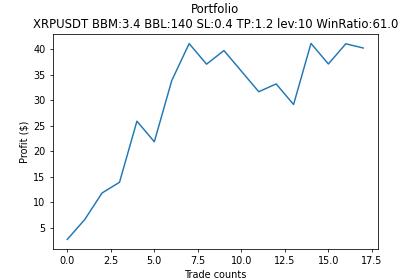 Portfolio
XRPUSDT BBM:3.4 BBL:140 SL:0.4 TP:1.2 lev:10 WinRatio:61.0
40
35
30
25
20
15
10
5
Profit ($)
0.0 2.5 5.0 7.5 10.0 12.5 15.0 17.5
Trade counts